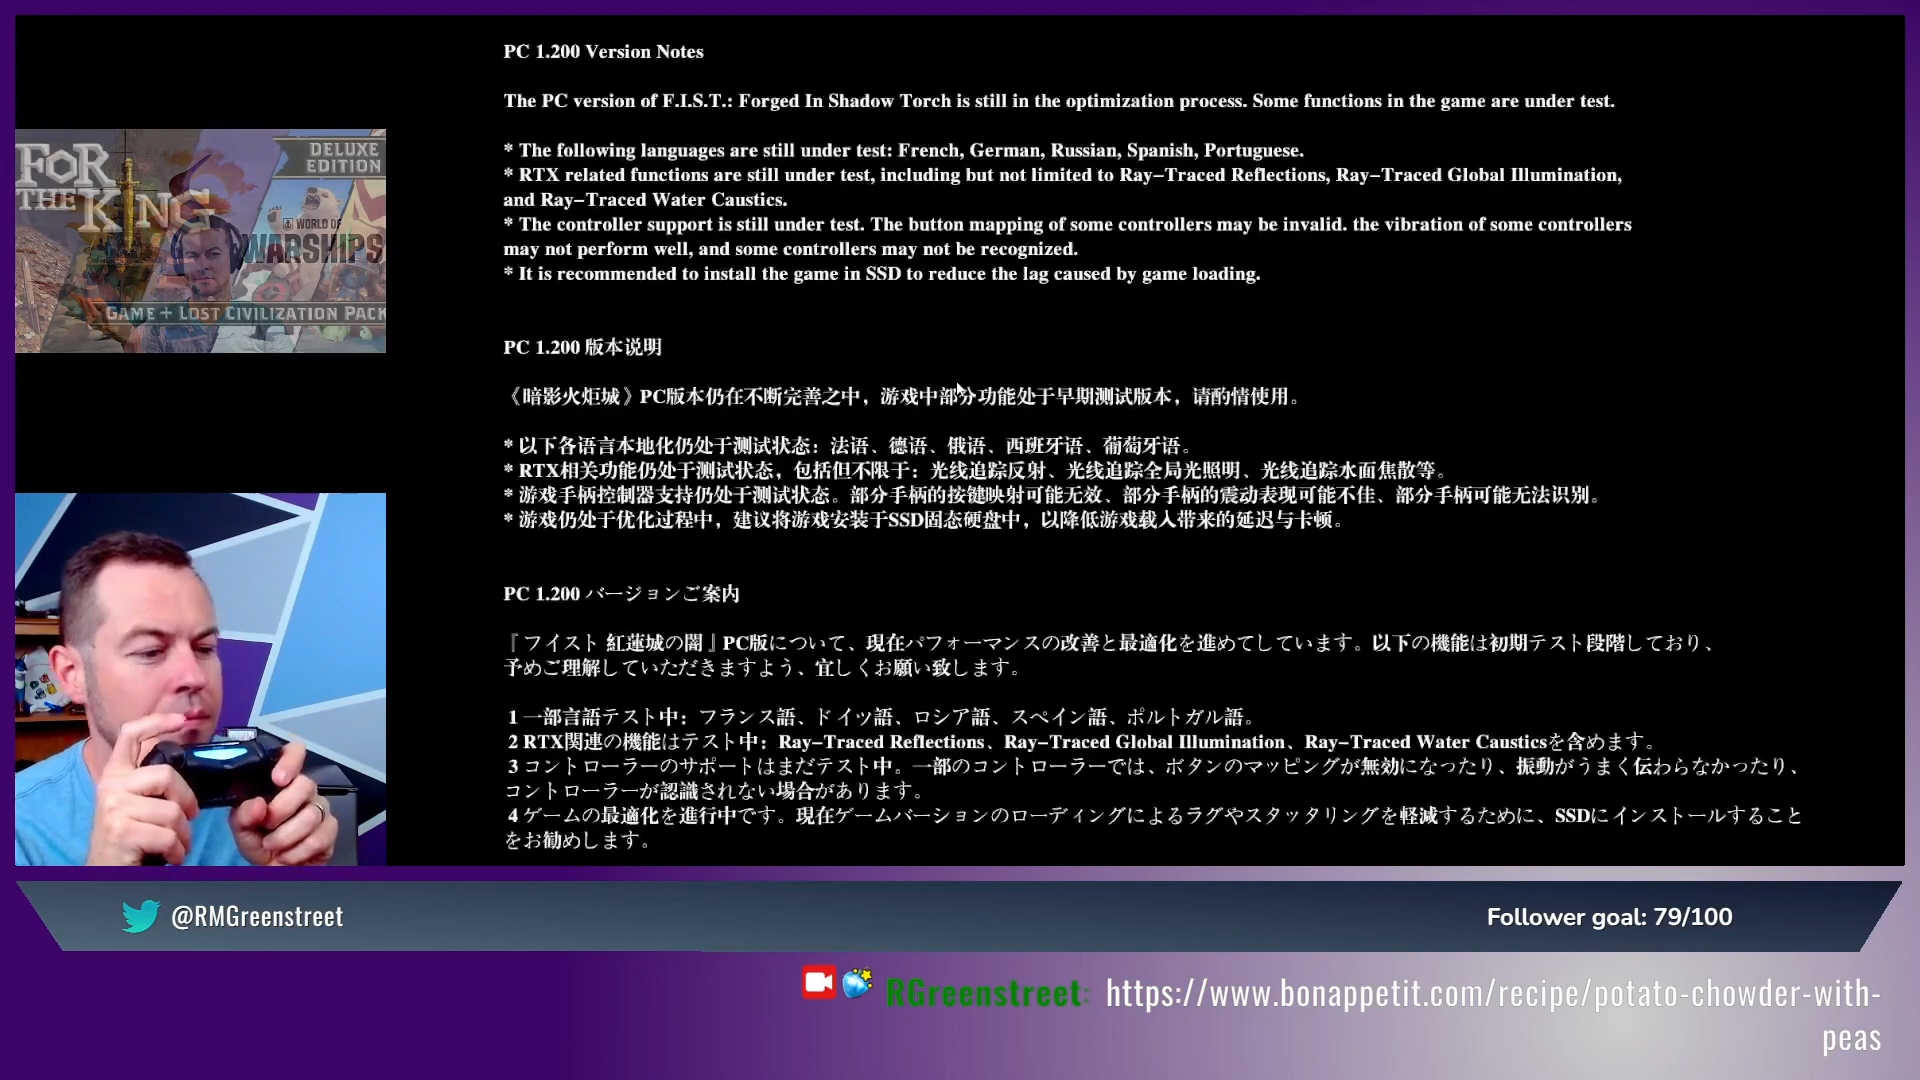 PC 1.200 Version Notes
The PC version of F.I.S.T.: Forged In Shadow Torch is still in the optimization process. Some functions in the game are under test.
* The following languages are still under test: French, German, Russian, Spanish, Portuguese.
* RTX related functions are still under test, including but not limited to Ray-Traced Reflections, Ray-Traced Global Illumination,
and Ray-Traced Water Caustics.
* The controller support is still under test. The button mapping of some controllers may be invalid. the vibration of some controllers
may not perform well, and some controllers may not be recognized.
* It is recommended to install the game in SSD to reduce the lag caused by game loading.
PC 1.200 版本说明
《暗影火炬城》PC版本仍在不断完善之中，游戏中部分功能处于早期测试版本，请酌情使用。
* 以下各语言本地化仍处于测试状态：法语、德语、俄语、西班牙语、葡萄牙语。
* RTX相关功能仍处于测试状态，包括但不限于：光线追踪反射、光线追踪全局光照明、光线追踪水面焦散等。
* 游戏手柄控制器支持仍处于测试状态。部分手柄的按键映射可能无效、部分手柄的震动表现可能不佳、部分手柄可能无法识别。
* 游戏仍处于优化过程中，建议将游戏安装于SSD固态硬盘中，以降低游戏载入带来的延迟与卡顿。
PC 1.200 バージョンご案内
『フイスト 紅蓮城の闇』PC版について、現在パフォーマンスの改善と最適化を進めてしています。以下の機能は初期テスト段階しており、
予めご理解していただきますよう、宜しくお願い致します。
1 一部言語テスト中：フランス語、ドイツ語、ロシア語、スペイン語、ポルトガル語。
2 RTX関連の機能はテスト中：Ray-Traced Reflections、Ray-Traced Global Illumination、Ray-Traced Water Causticsを含めます。
3 コントローラーのサポートはまだテスト中。一部のコントローラーでは、ボタンのマッピングが無効になったり、振動がうまく伝わらなかったり、
コントローラーが認識されない場合があります。
4 ゲームの最適化を進行中です。現在ゲームバーションのローディングによるラグやスタッタリングを軽減するために、SSDにインストールすること
をお勧めします。
FOR
THE KING
DELUXE
EDITION
WORLD OF
WARSHIPS
GAME + LOST CIVILIZATION PACK
@RMGreenstreet
Follower goal: 79/100
RGreenstreet: https://www.bonappetit.com/recipe/potato-chowder-with-
peas